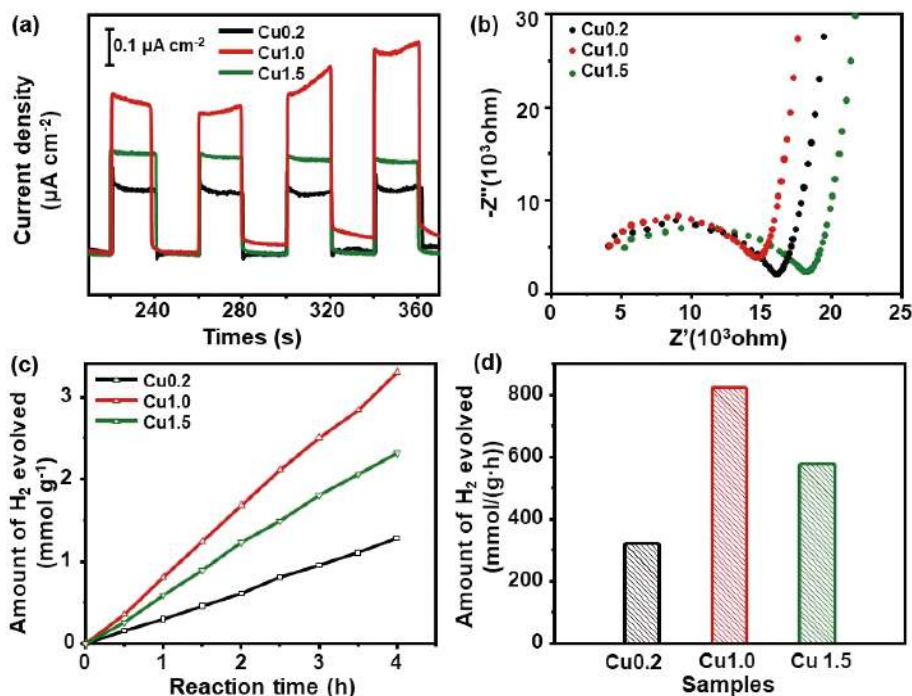 (a)
0.1 μA cm-2
Cu0.2
Cu1.0
Cu1.5
Current density
(μA cm-2)
240
280
320
360
Times (s)
(b)
Cu0.2
Cu1.0
Cu1.5
-Z''(10³ohm)
30
20
10
0
0
5
10
15
20
25
Z'(10³ohm)
(c)
Cu0.2
Cu1.0
Cu1.5
Amount of H2 evolved
(mmol g-1)
3
2
1
0
0
1
2
3
4
Reaction time (h)
(d)
Amount of H2 evolved
(mmol/(g·h)
800
600
400
200
0
Cu0.2
Cu1.0
Cu 1.5
Samples